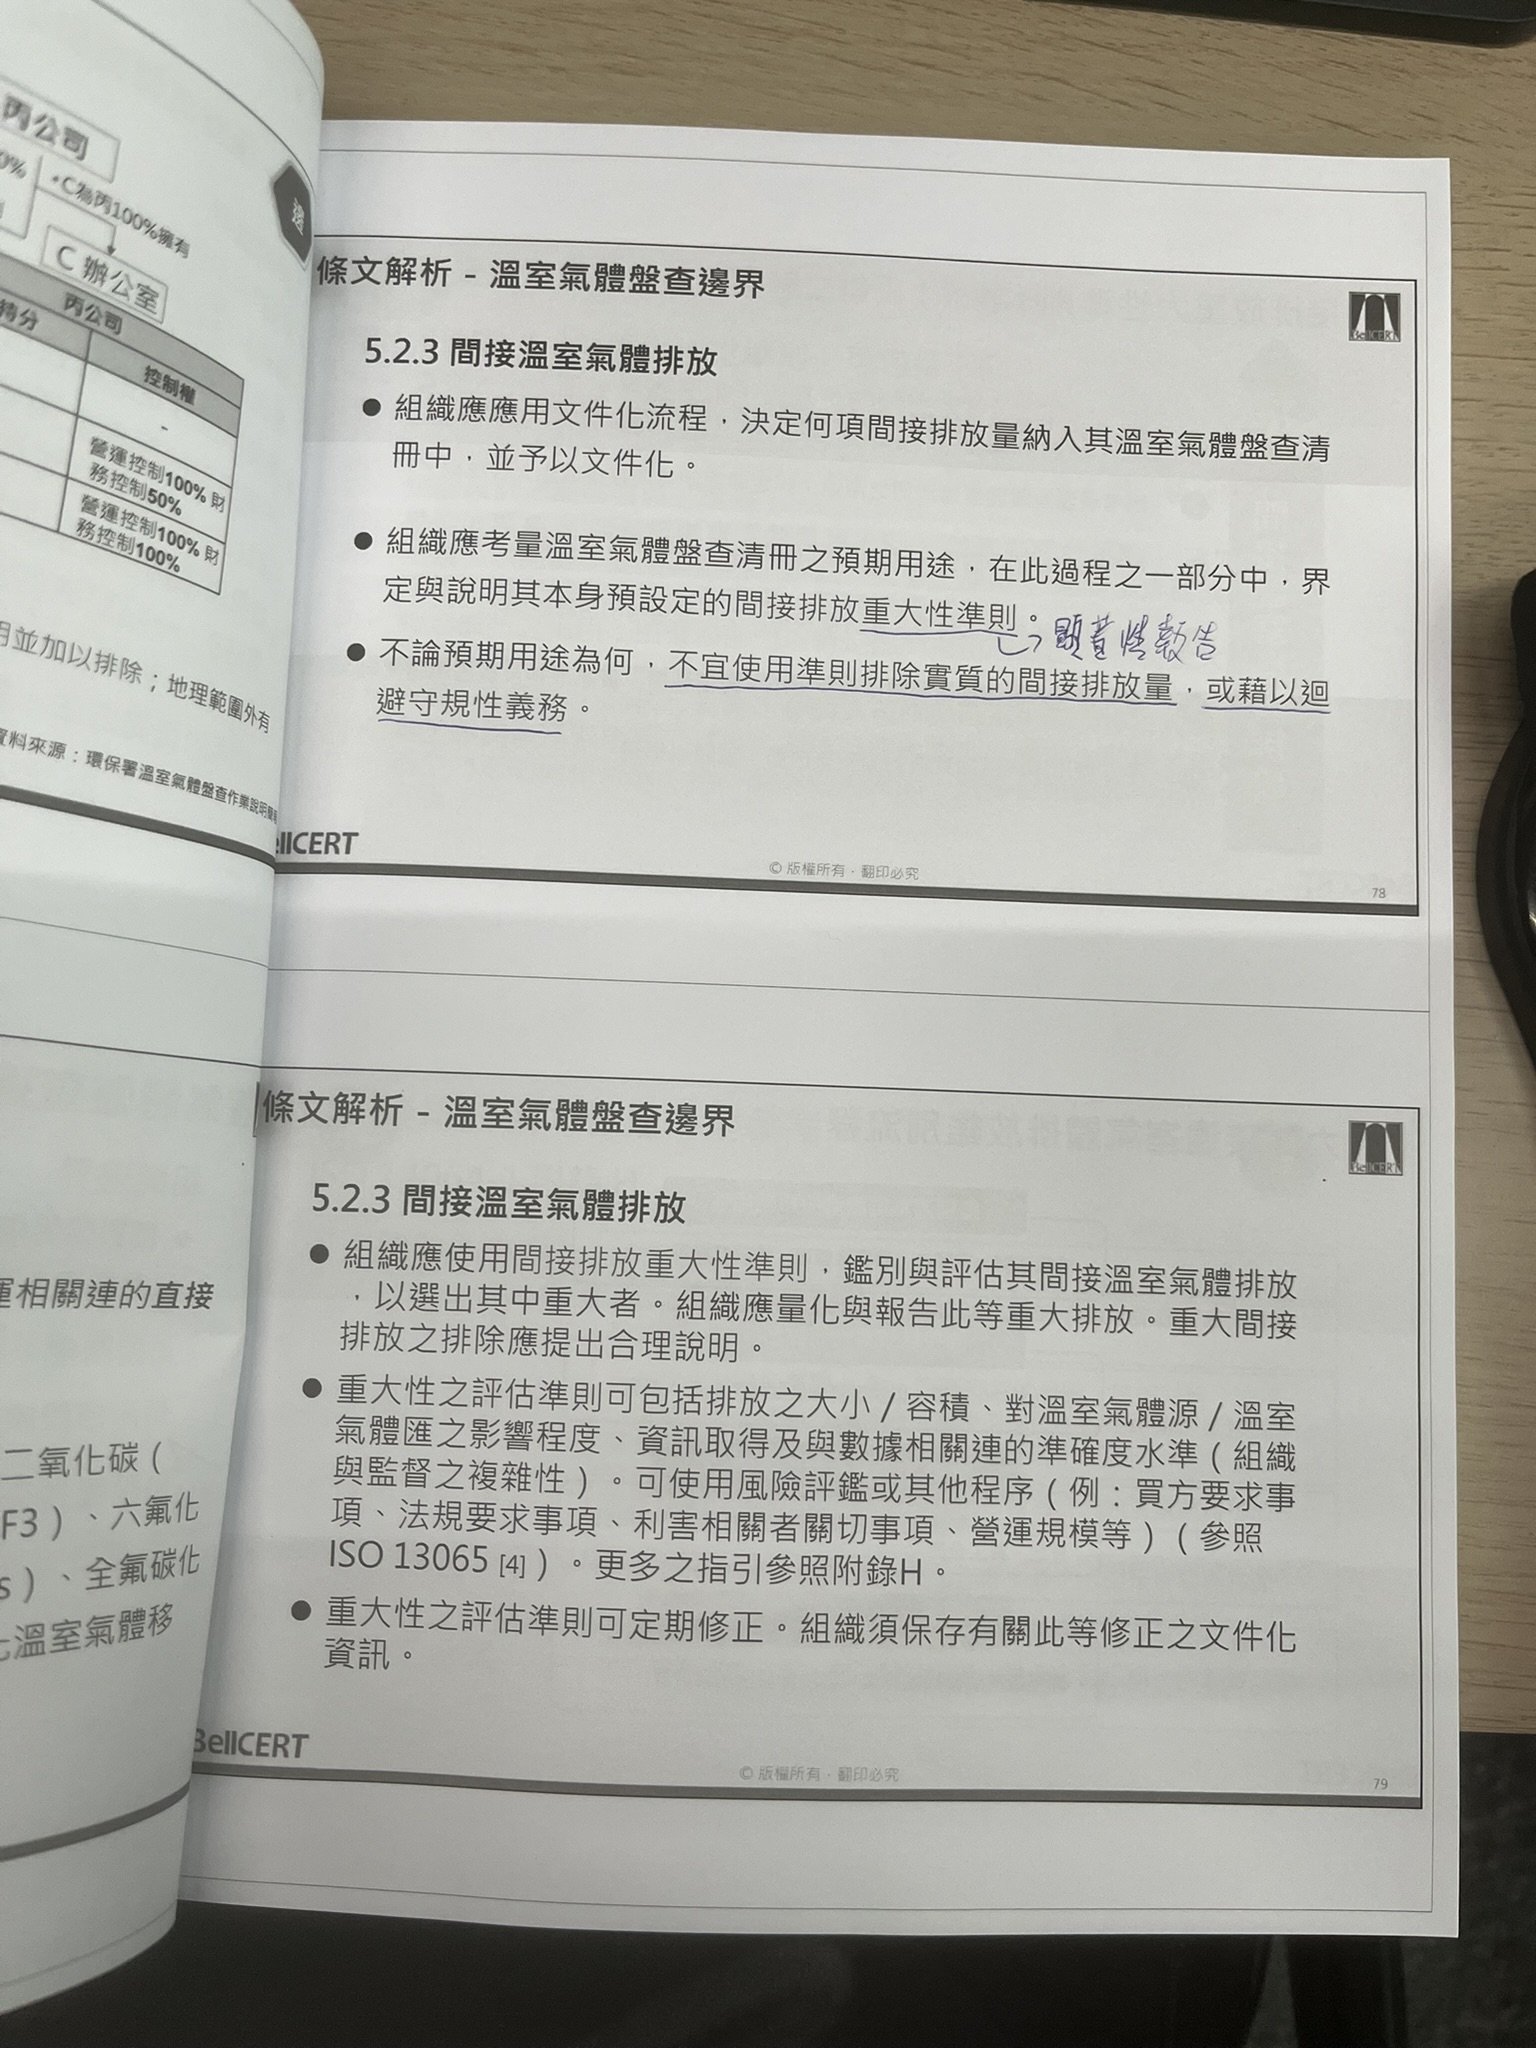 丙公司
0%
•C為丙100%擁有
C 辦公室
邊
持分
丙公司
控制權
-
營運控制100% 財
務控制50%
營運控制100% 財
務控制100%
明並加以排除；地理範圍外有
資料來源：環保署溫室氣體盤查作業說明簡報
運相關連的直接
二氧化碳（
F3）、六氟化
s）、全氟碳化
溫室氣體移
條文解析 - 溫室氣體盤查邊界
BellCERT
5.2.3 間接溫室氣體排放
● 組織應應用文件化流程，決定何項間接排放量納入其溫室氣體盤查清
冊中，並予以文件化。
● 組織應考量溫室氣體盤查清冊之預期用途，在此過程之一部分中，界
定與說明其本身預設定的間接排放重大性準則。
→顯著性報告
● 不論預期用途為何，不宜使用準則排除實質的間接排放量，或藉以迴
避守規性義務。
ellCERT
© 版權所有，翻印必究
78
條文解析 - 溫室氣體盤查邊界
BellCERT
5.2.3 間接溫室氣體排放
● 組織應使用間接排放重大性準則，鑑別與評估其間接溫室氣體排放
，以選出其中重大者。組織應量化與報告此等重大排放。重大間接
排放之排除應提出合理說明。
● 重大性之評估準則可包括排放之大小 / 容積、對溫室氣體源 / 溫室
氣體匯之影響程度、資訊取得及與數據相關連的準確度水準（組織
與監督之複雜性）。可使用風險評鑑或其他程序（例：買方要求事
項、法規要求事項、利害相關者關切事項、營運規模等）（參照
ISO 13065 [4]）。更多之指引參照附錄H。
● 重大性之評估準則可定期修正。組織須保存有關此等修正之文件化
資訊。
BellCERT
© 版權所有，翻印必究
79